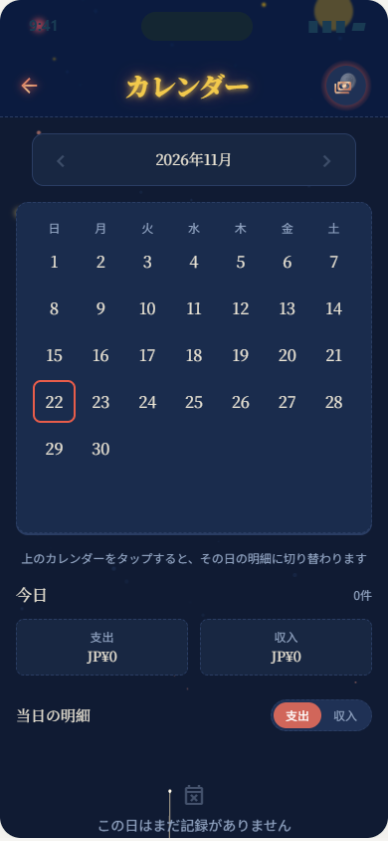 カレンダー
2026年11月
日 月 火 水 木 金 土
1 2 3 4 5 6 7
8 9 10 11 12 13 14
15 16 17 18 19 20 21
22 23 24 25 26 27 28
29 30
上のカレンダーをタップすると、その日の明細に切り替わります
今日 0件
支出 収入
JP¥0 JP¥0
当日の明細 支出 収入
この日はまだ記録がありません